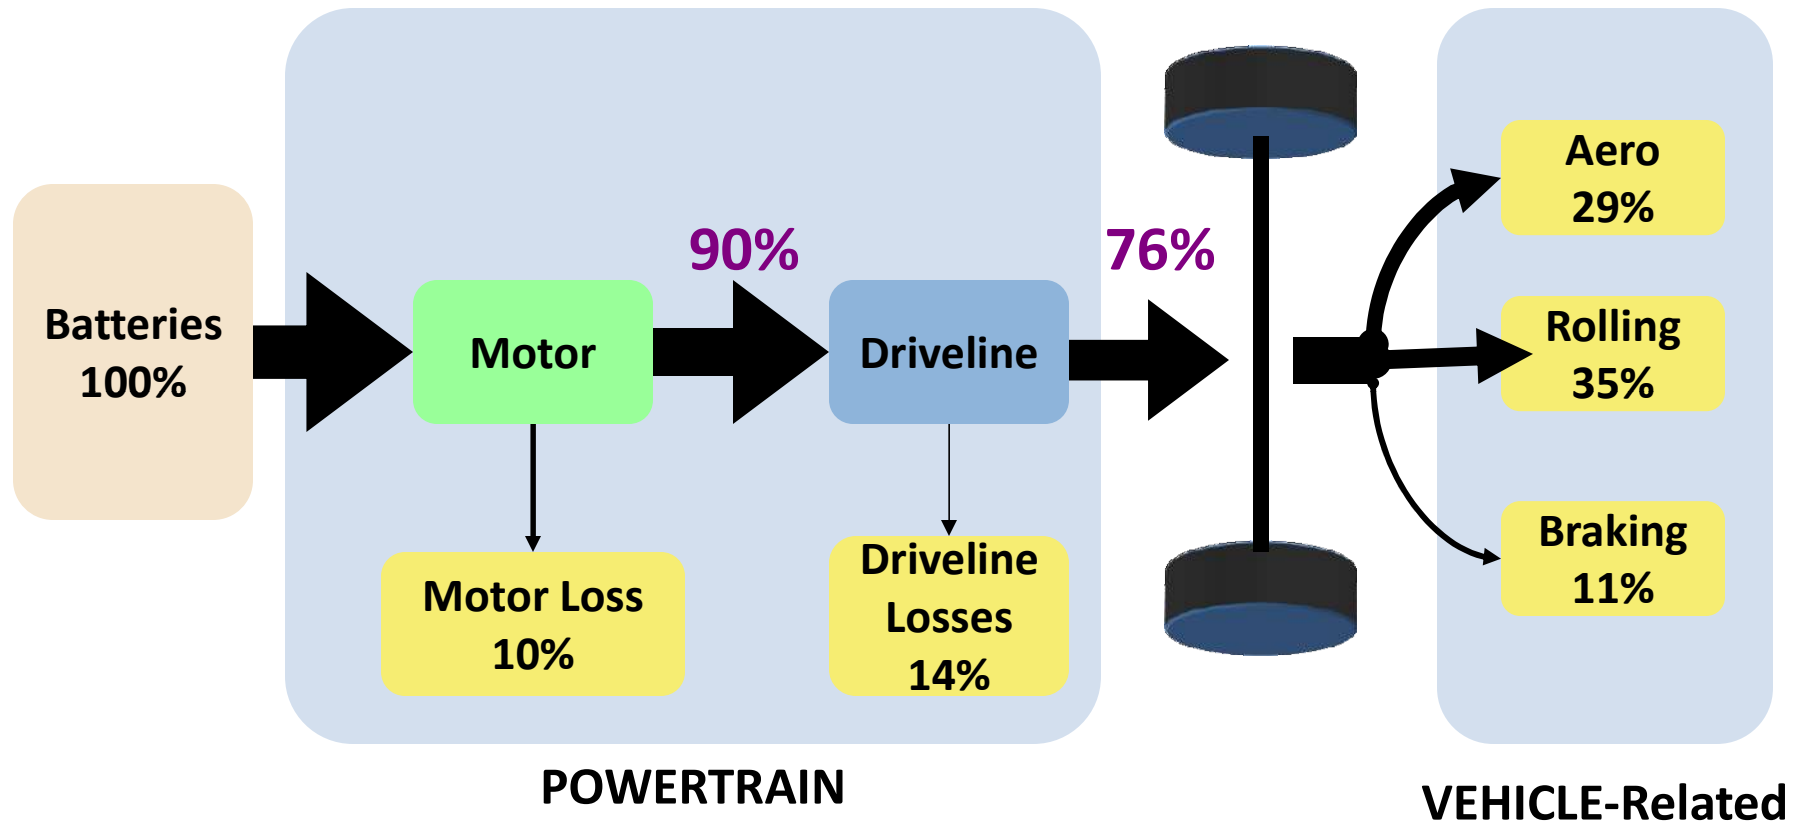 Batteries
100%
Motor
90%
Driveline
76%
Motor Loss
10%
Driveline
Losses
14%
Aero
29%
Rolling
35%
Braking
11%
POWERTRAIN
VEHICLE-Related